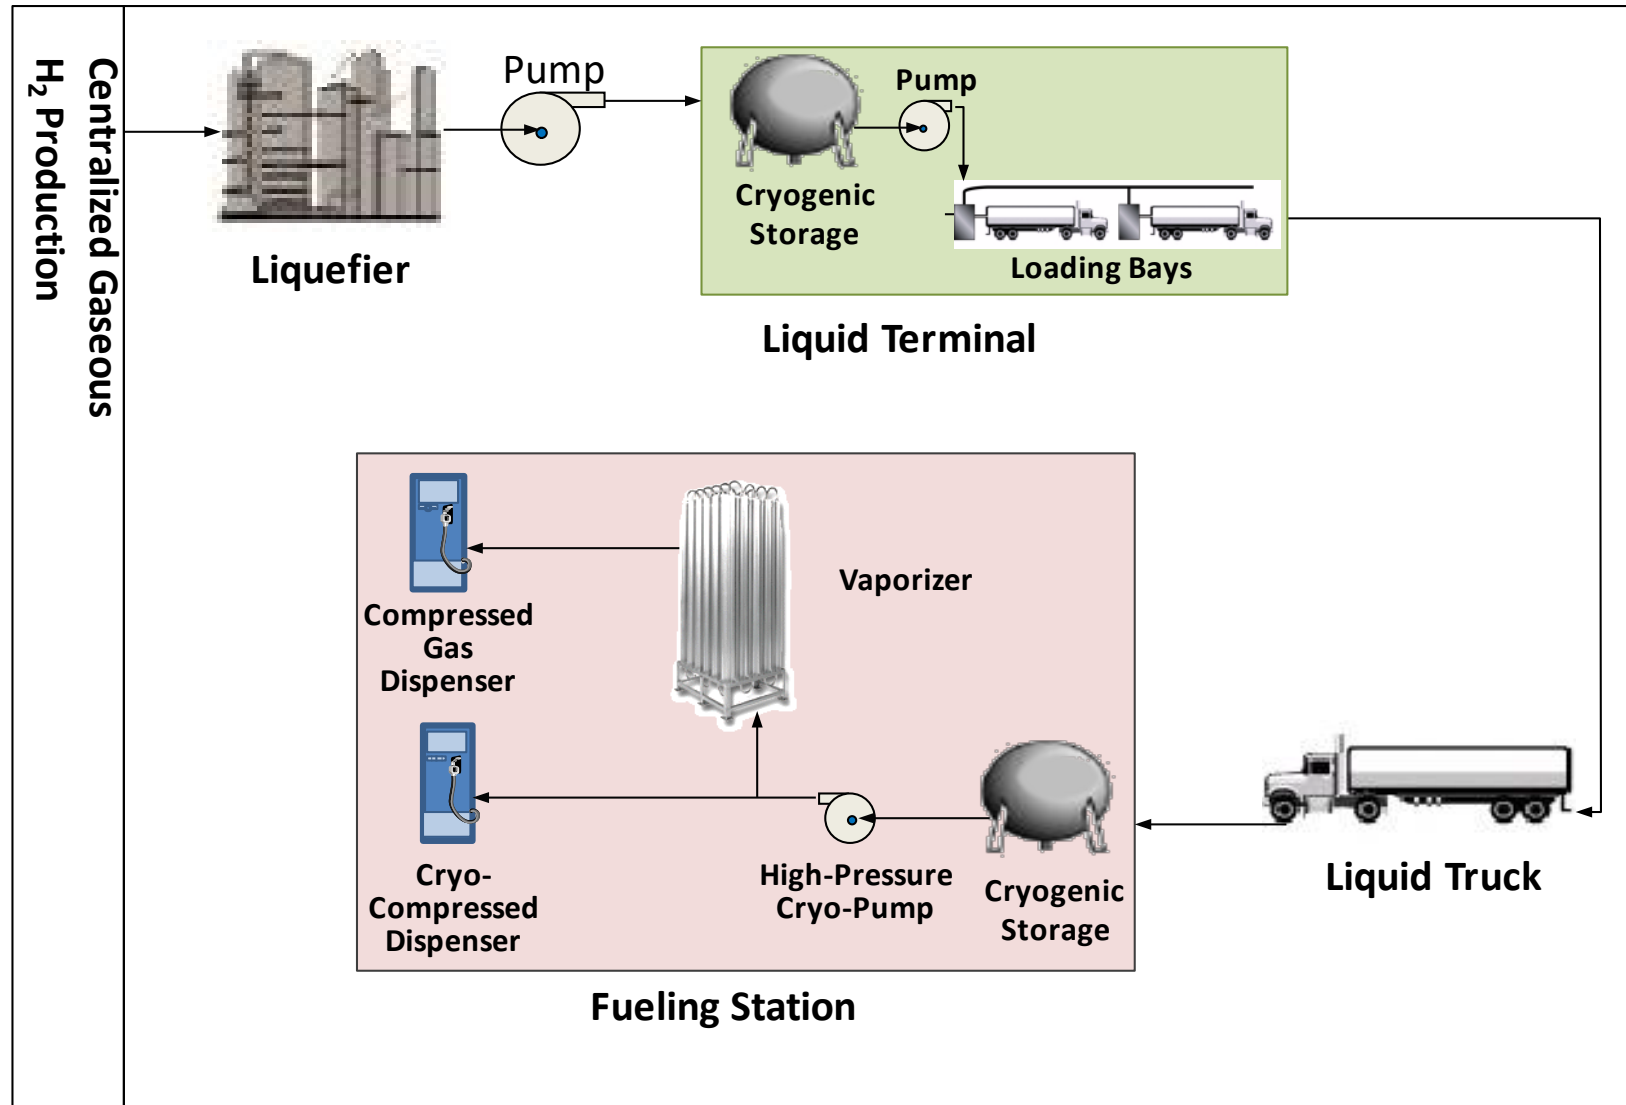 Centralized Gaseous
H₂ Production
Pump
Liquefier
Pump
Cryogenic
Storage
Loading Bays
Liquid Terminal
Compressed
Gas
Dispenser
Vaporizer
Cryo-
Compressed
Dispenser
High-Pressure
Cryo-Pump
Cryogenic
Storage
Liquid Truck
Fueling Station